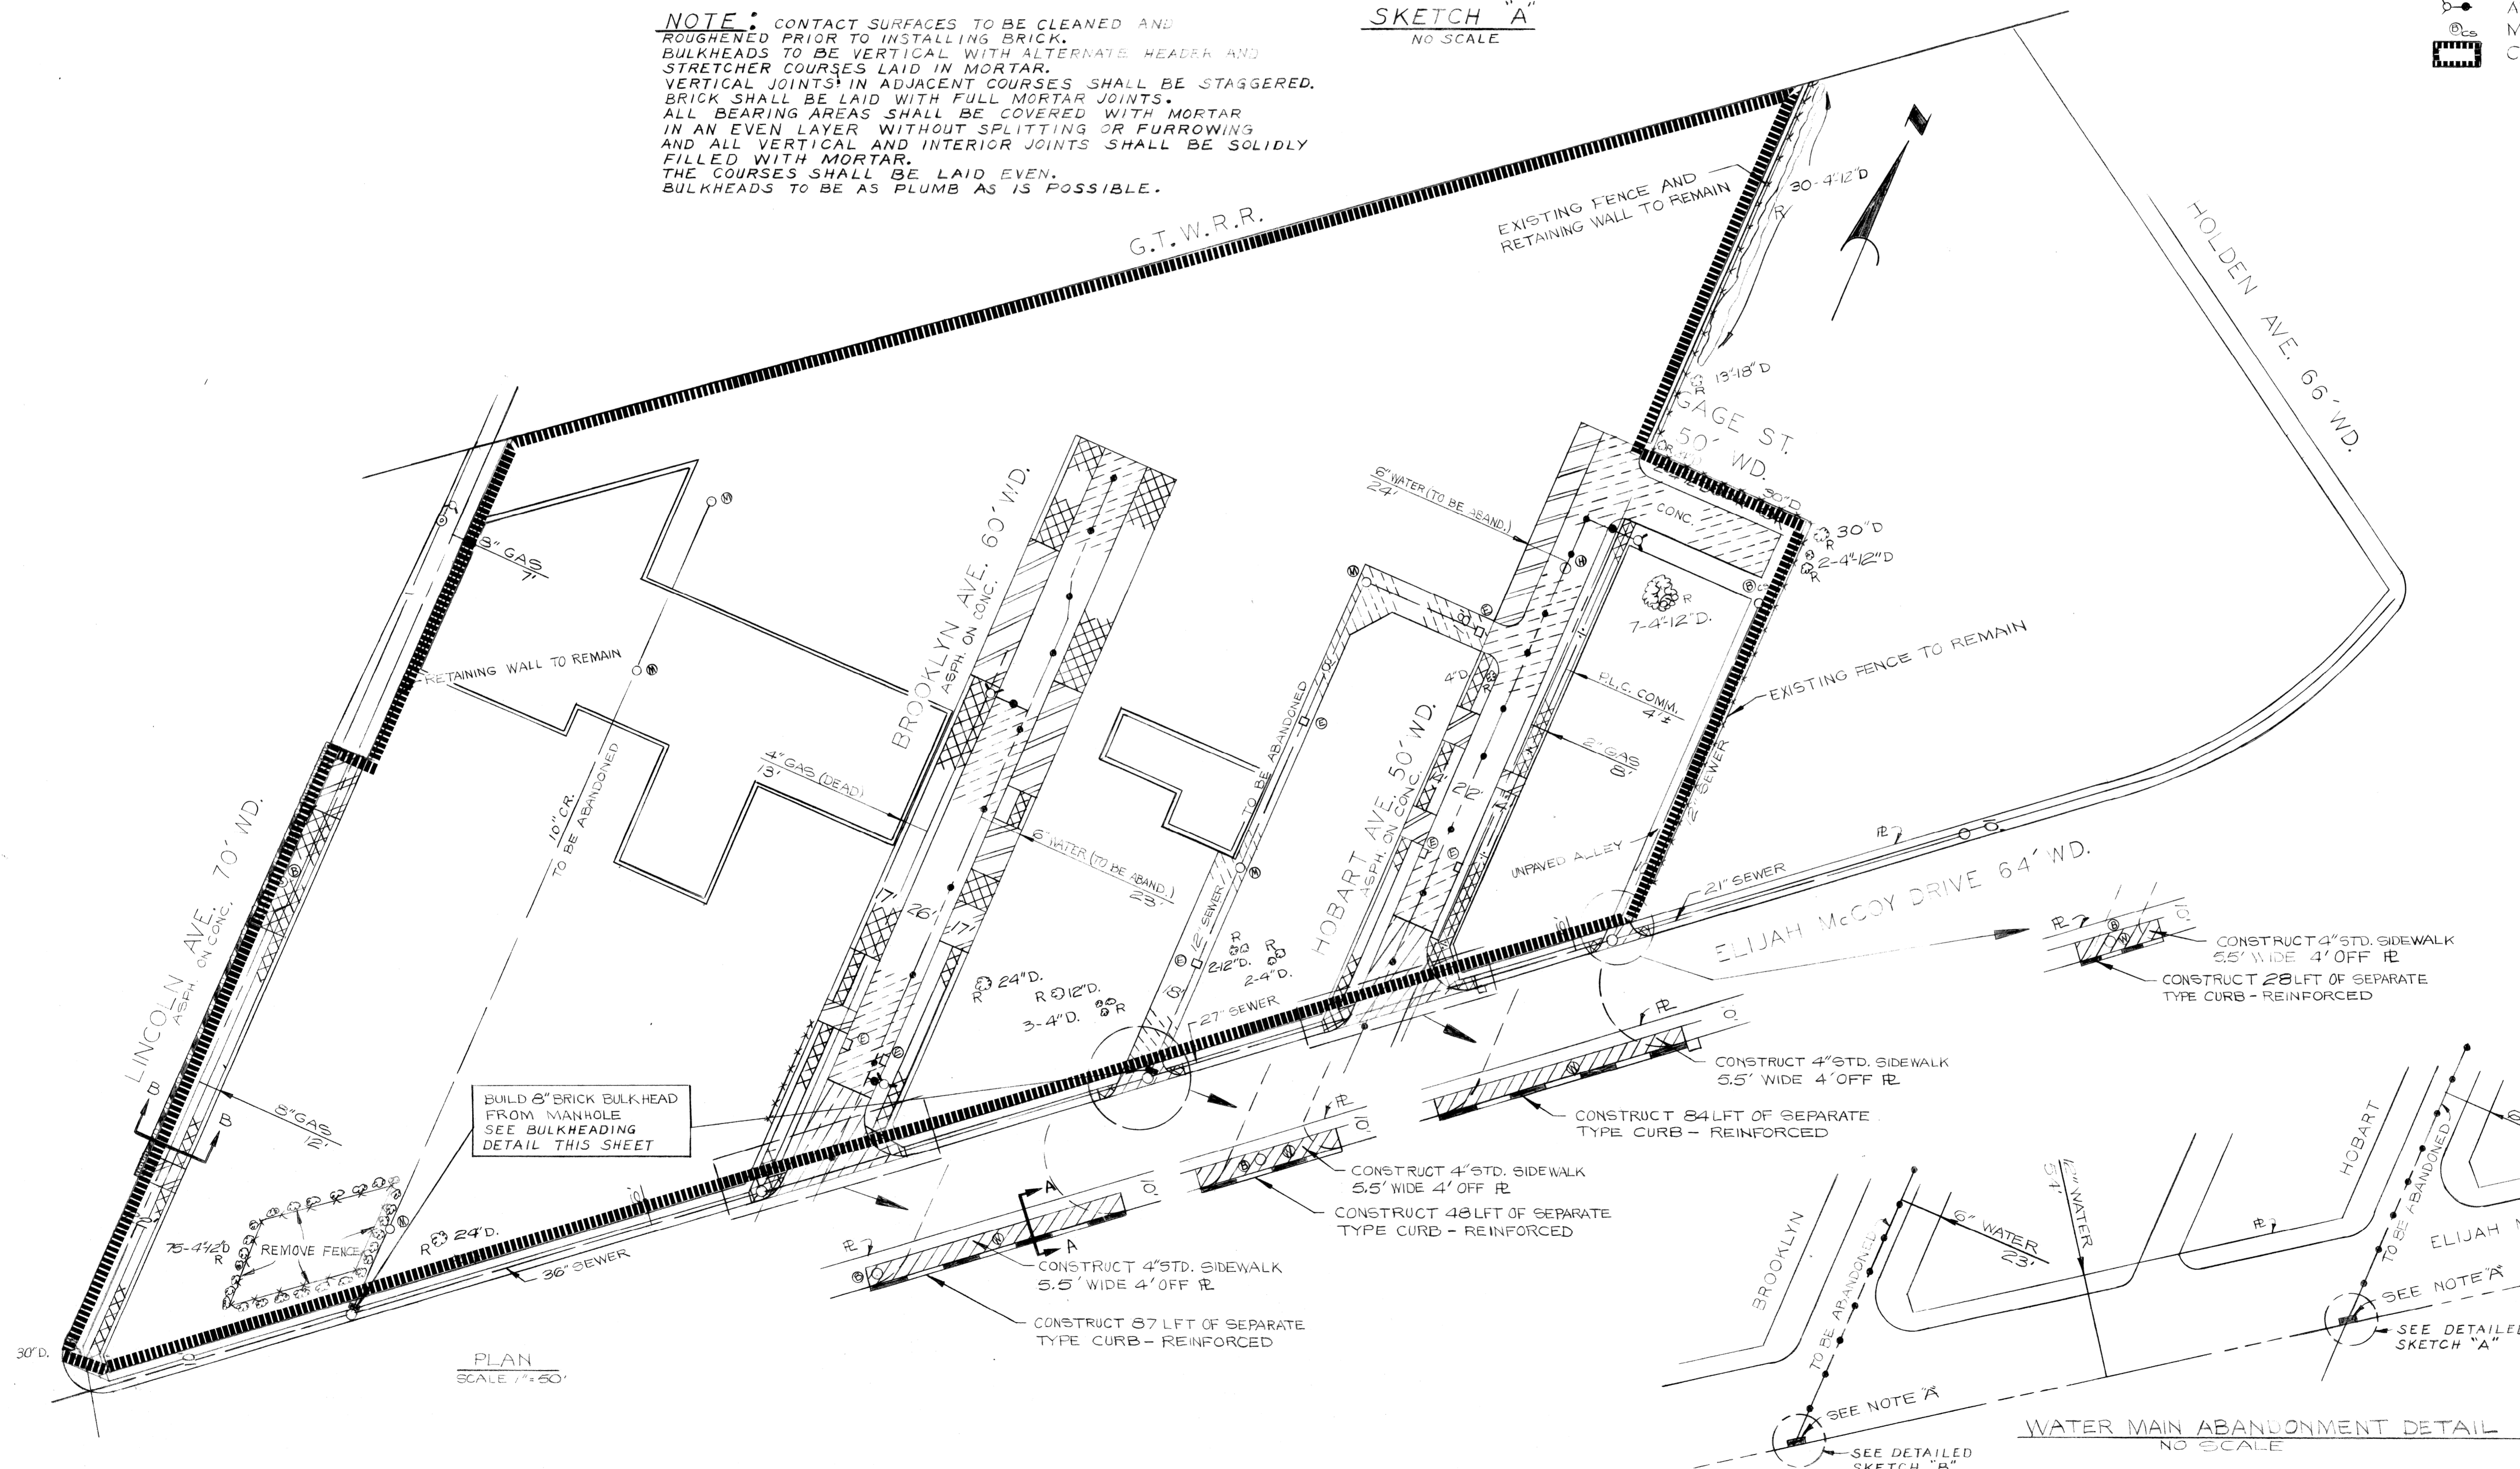 NOTE: CONTACT SURFACES TO BE CLEANED AND
ROUGHENED PRIOR TO INSTALLING BRICK.
BULKHEADS TO BE VERTICAL WITH ALTERNATE HEADER AND
STRETCHER COURSES LAID IN MORTAR.
VERTICAL JOINTS IN ADJACENT COURSES SHALL BE STAGGERED.
BRICK SHALL BE LAID WITH FULL MORTAR JOINTS.
ALL BEARING AREAS SHALL BE COVERED WITH MORTAR
IN AN EVEN LAYER WITHOUT SPLITTING OR FURROWING
AND ALL VERTICAL AND INTERIOR JOINTS SHALL BE SOLIDLY
FILLED WITH MORTAR.
THE COURSES SHALL BE LAID EVEN.
BULKHEADS TO BE AS PLUMB AS IS POSSIBLE.
SKETCH "A"
NO SCALE
G.T.W.R.R.
EXISTING FENCE AND
RETAINING WALL TO REMAIN
30-4"-12"D
R
13"-18"D
R
HOLDEN AVE. 66' WD.
GAGE ST.
50' WD.
CONC.
30"D
30"D
R
2-4"-12"D
R
6" WATER (TO BE ABAND.)
24'
8" GAS
7'
RETAINING WALL TO REMAIN
10" CR.
TO BE ABANDONED
BROOKLYN AVE. 60' WD.
ASPH. ON CONC.
4" GAS (DEAD)
13'
6" WATER (TO BE ABAND.)
23'
17'
26'
17'
TO BE ABANDONED
12" SEWER
HOBART AVE. 50' WD.
ASPH. ON CONC.
4"D
R
R
7-4"-12"D.
P.L.C. COMM.
4'±
2" GAS
8'
EXISTING FENCE TO REMAIN
12" SEWER
UNPAVED ALLEY
21" SEWER
ELIJAH McCOY DRIVE 64' WD.
LINCOLN AVE. 70' WD.
ASPH. ON CONC.
B
B
8" GAS
12'
BUILD 8" BRICK BULKHEAD
FROM MANHOLE
SEE BULKHEADING
DETAIL THIS SHEET
24"D.
R
R 12"D.
3-4"D. R
R
2-12"D.
R
2-4"D.
18'
27" SEWER
75-4"-12"D
R
REMOVE FENCE
R 24"D.
36" SEWER
30"D.
PLAN
SCALE 1"=50'
CONSTRUCT 4" STD. SIDEWALK
5.5' WIDE 4' OFF PL
CONSTRUCT 28 LFT OF SEPARATE
TYPE CURB - REINFORCED
CONSTRUCT 4" STD. SIDEWALK
5.5' WIDE 4' OFF PL
CONSTRUCT 84 LFT OF SEPARATE
TYPE CURB - REINFORCED
CONSTRUCT 4" STD. SIDEWALK
5.5' WIDE 4' OFF PL
CONSTRUCT 48 LFT OF SEPARATE
TYPE CURB - REINFORCED
A
A
CONSTRUCT 4" STD. SIDEWALK
5.5' WIDE 4' OFF PL
CONSTRUCT 87 LFT OF SEPARATE
TYPE CURB - REINFORCED
BROOKLYN
TO BE ABANDONED
6" WATER
23'
12" WATER
54'
HOBART
TO BE ABANDONED
ELIJAH
SEE NOTE "A"
SEE DETAILED
SKETCH "A"
SEE NOTE "A"
SEE DETAILED
SKETCH "B"
WATER MAIN ABANDONMENT DETAIL
NO SCALE